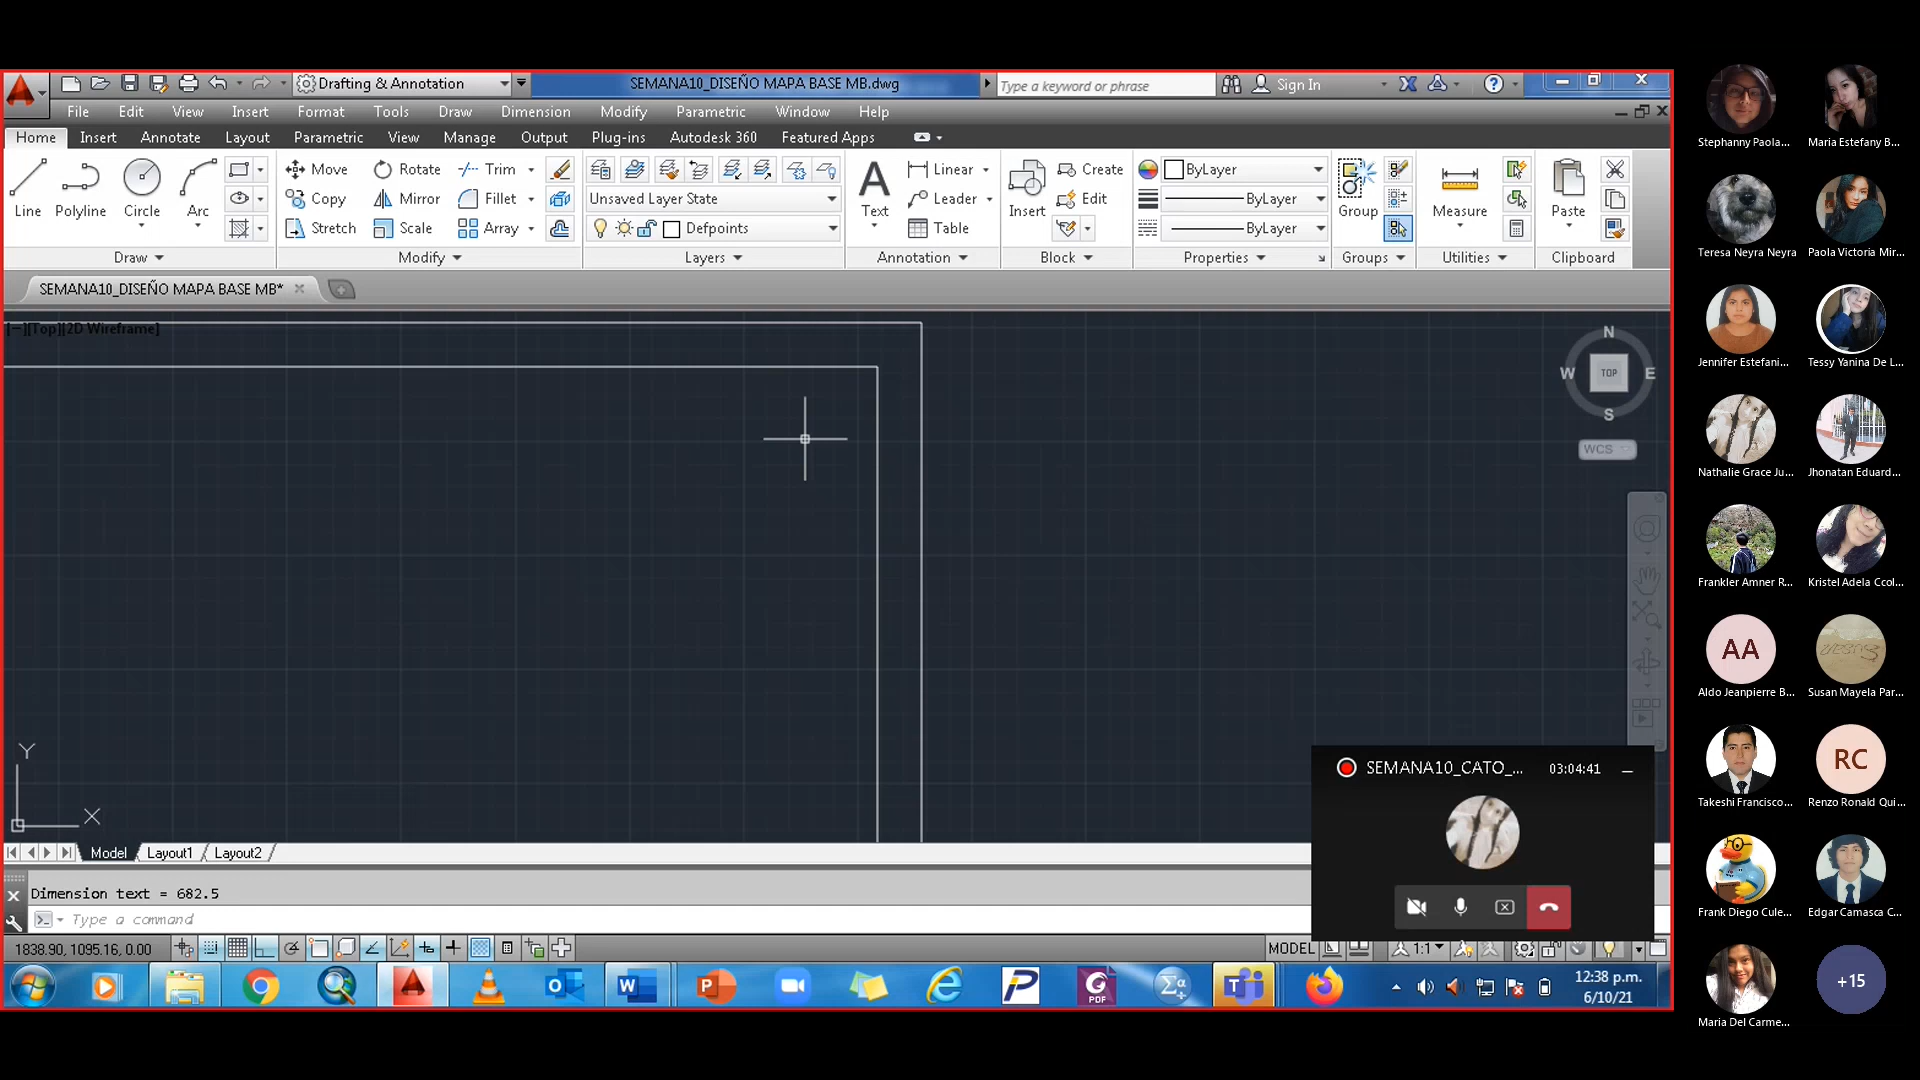 Drafting & Annotation
SEMANA10_DISEÑO MAPA BASE MB.dwg
Type a keyword or phrase
Sign In
File Edit View Insert Format Tools Draw Dimension Modify Parametric Window Help
Home Insert Annotate Layout Parametric View Manage Output Plug-ins Autodesk 360 Featured Apps
Line Polyline Circle Arc
Move Rotate Trim
Copy Mirror Fillet
Stretch Scale Array
Unsaved Layer State
Defpoints
Text
Linear
Leader
Table
Insert
Create
Edit
ByLayer
ByLayer
ByLayer
Group
Measure
Paste
Draw Modify Layers Annotation Block Properties Groups Utilities Clipboard
SEMANA10_DISEÑO MAPA BASE MB*
[−][Top][2D Wireframe]
N
W TOP E
S
WCS
Y
X
Model Layout1 Layout2
Dimension text = 682.5
Type a command
1838.90, 1095.16, 0.00
MODEL
1:1
SEMANA10_CATO_... 03:04:41
12:38 p.m.
6/10/21
Stephanny Paola...
Maria Estefany B...
Teresa Neyra Neyra
Paola Victoria Mir...
Jennifer Estefani...
Tessy Yanina De L...
Nathalie Grace Ju...
Jhonatan Eduard...
Frankler Amner R...
Kristel Adela Ccol...
AA
Aldo Jeanpierre B...
Susan Mayela Par...
Takeshi Francisco...
RC
Renzo Ronald Qui...
Frank Diego Cule...
Edgar Camasca C...
Maria Del Carme...
+15